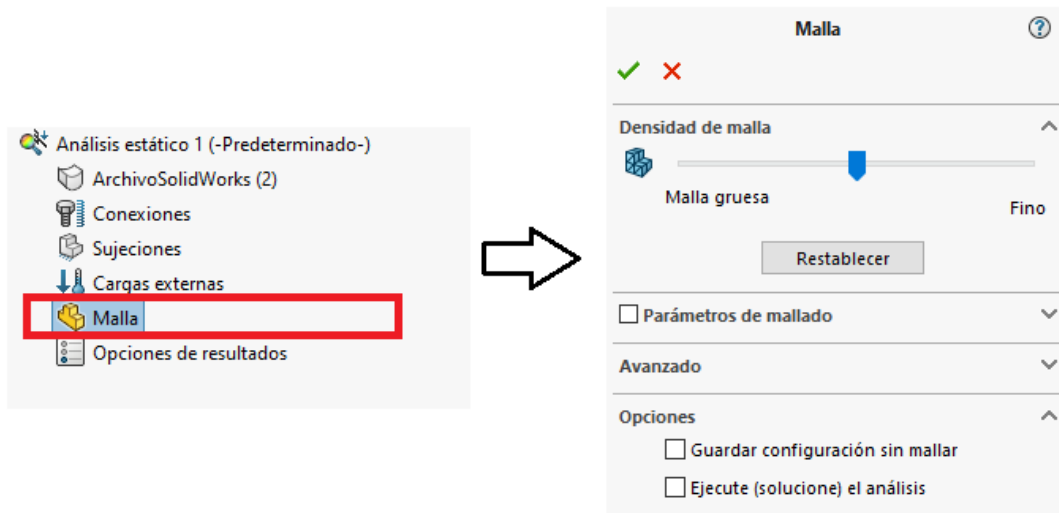 Análisis estático 1 (-Predeterminado-)
ArchivoSolidWorks (2)
Conexiones
Sujeciones
Cargas externas
Malla
Opciones de resultados
Malla
?
Densidad de malla
Malla gruesa
Fino
Restablecer
Parámetros de mallado
Avanzado
Opciones
Guardar configuración sin mallar
Ejecute (solucione) el análisis